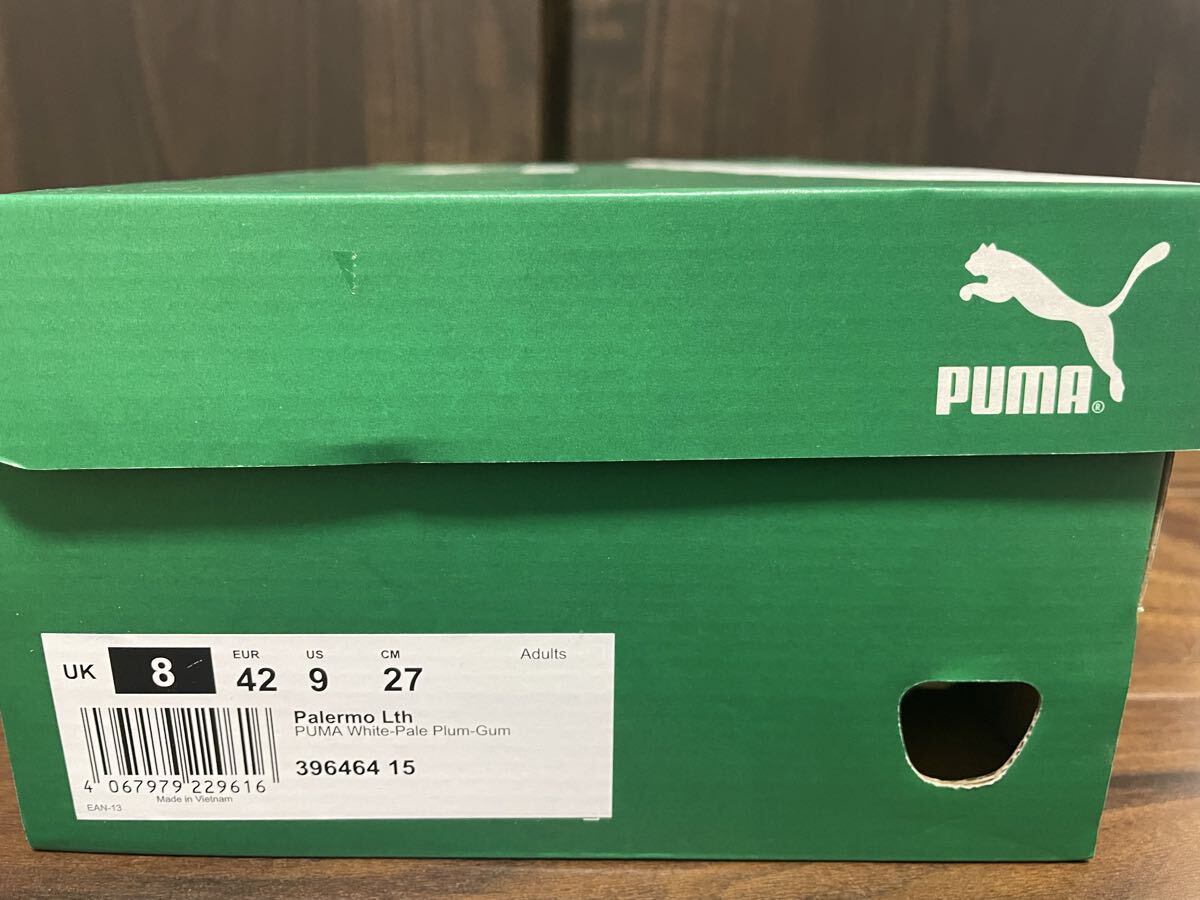 PUMA®
UK 8 EUR 42 US 9 CM 27 Adults
Palermo Lth
PUMA White-Pale Plum-Gum
396464 15
4 067979 229616
Made in Vietnam
EAN-13